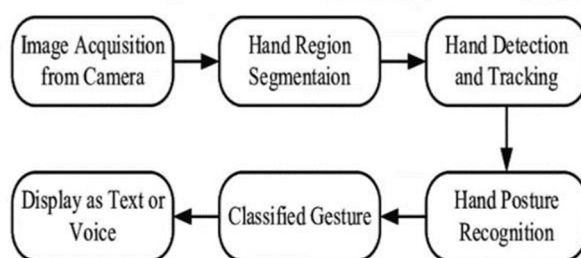 Image Acquisition
from Camera
Hand Region
Segmentaion
Hand Detection
and Tracking
Hand Posture
Recognition
Classified Gesture
Display as Text or
Voice